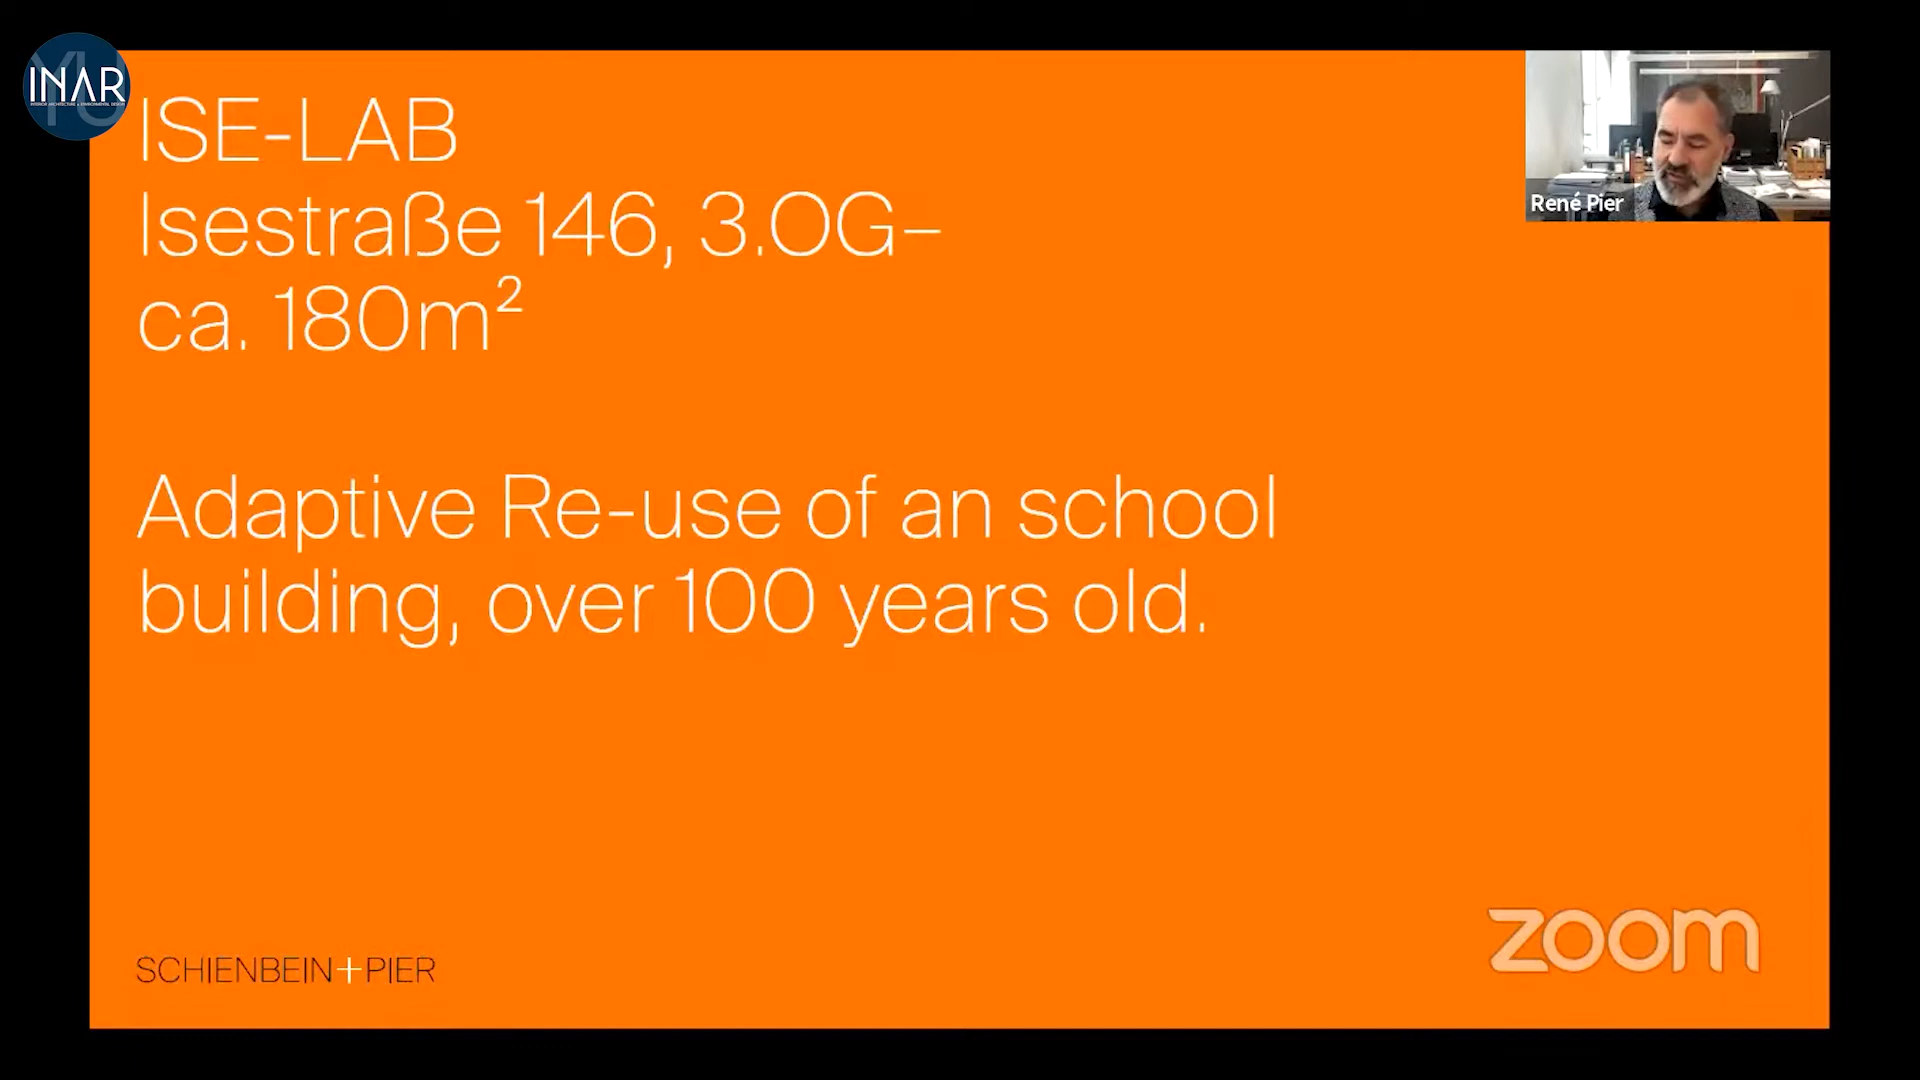 INAR
ISE-LAB
Isestraße 146, 3.OG–
ca. 180m²
Adaptive Re-use of an school
building, over 100 years old.
René Pier
SCHIENBEIN+PIER
zoom